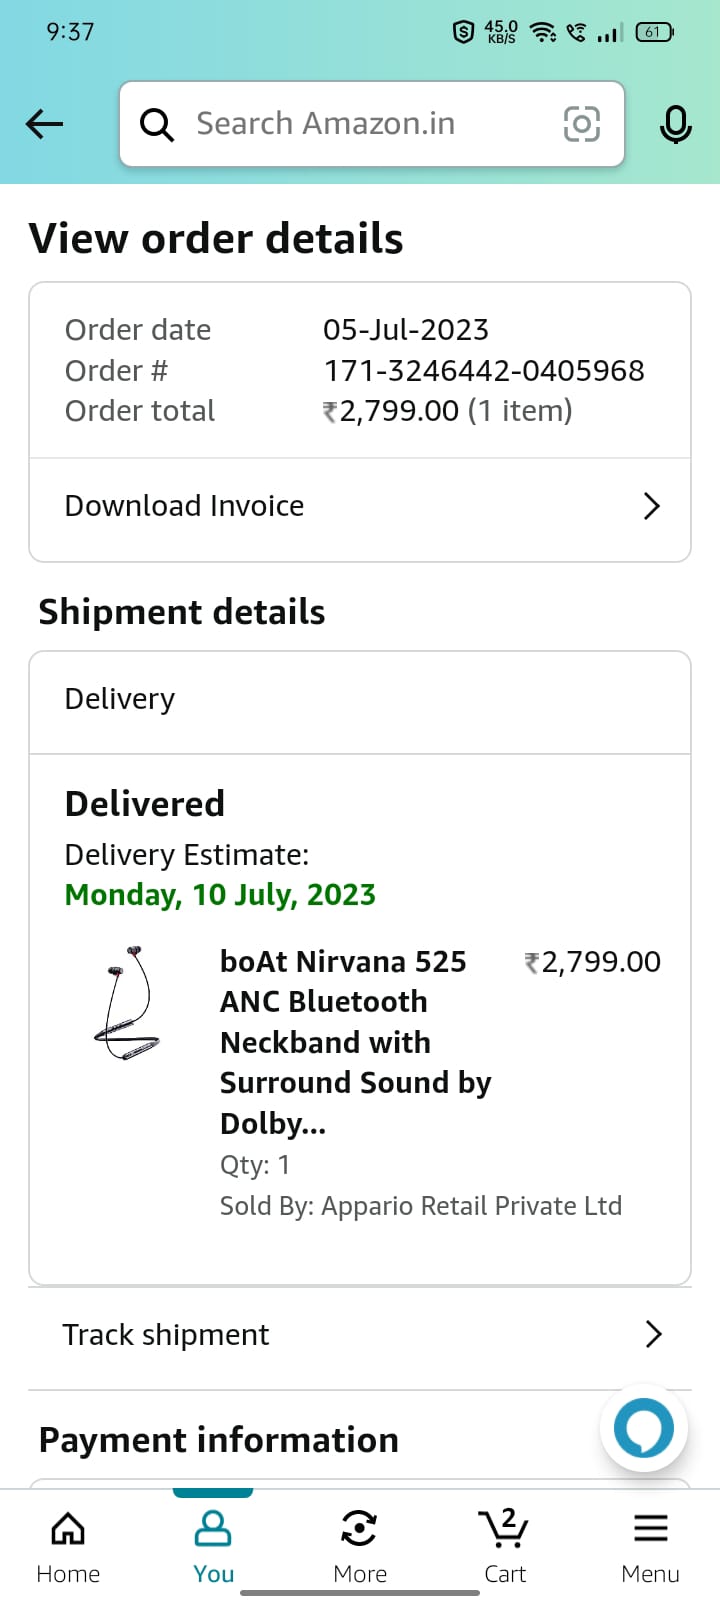 9:37
45.0
KB/S
61
Search Amazon.in
View order details
Order date 05-Jul-2023
Order # 171-3246442-0405968
Order total ₹2,799.00 (1 item)
Download Invoice
Shipment details
Delivery
Delivered
Delivery Estimate:
Monday, 10 July, 2023
boAt Nirvana 525 ₹2,799.00
ANC Bluetooth
Neckband with
Surround Sound by
Dolby...
Qty: 1
Sold By: Appario Retail Private Ltd
Track shipment
Payment information
2
Home You More Cart Menu